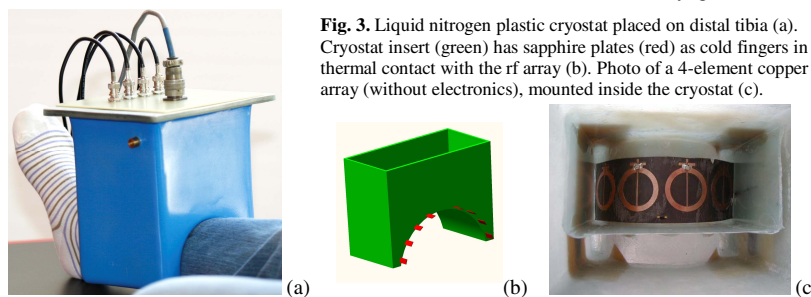 Fig. 3. Liquid nitrogen plastic cryostat placed on distal tibia (a).
Cryostat insert (green) has sapphire plates (red) as cold fingers in
thermal contact with the rf array (b). Photo of a 4-element copper
array (without electronics), mounted inside the cryostat (c).
(a)
(b)
(c